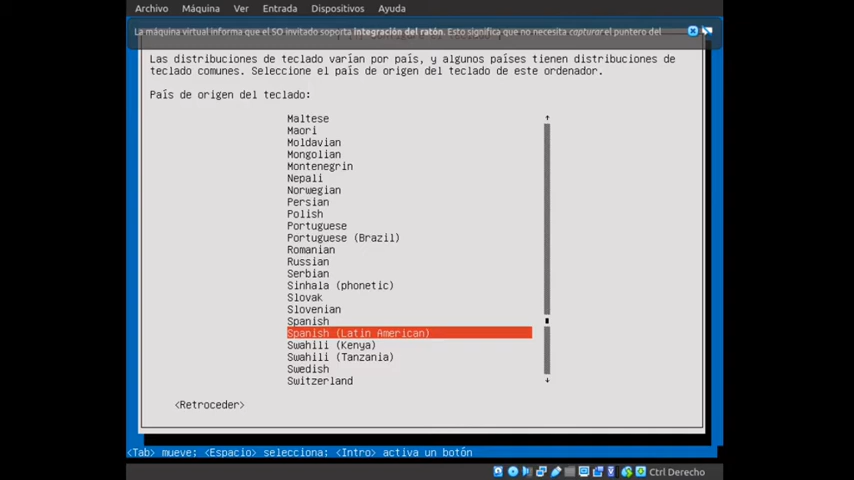 Archivo Máquina Ver Entrada Dispositivos Ayuda
La máquina virtual informa que el SO invitado soporta integración del ratón. Esto significa que no necesita capturar el puntero del
Las distribuciones de teclado varían por país, y algunos países tienen distribuciones de
teclado comunes. Seleccione el país de origen del teclado de este ordenador.
País de origen del teclado:
Maltese
Maori
Moldavian
Mongolian
Montenegrin
Nepali
Norwegian
Persian
Polish
Portuguese
Portuguese (Brazil)
Romanian
Russian
Serbian
Sinhala (phonetic)
Slovak
Slovenian
Spanish
Spanish (Latin American)
Swahili (Kenya)
Swahili (Tanzania)
Swedish
Switzerland
<Retroceder>
<Tab> mueve; <Espacio> selecciona; <Intro> activa un botón
Ctrl Derecho